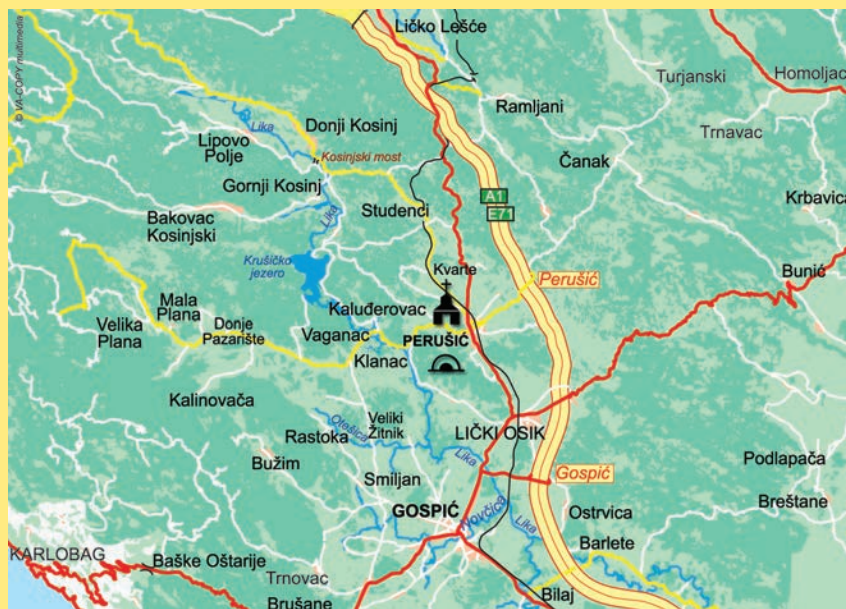 © VA-COPY multimedia
Ličko Lešće
Turjanski
Homoljac
Ramljani
Trnavac
Lika
Donji Kosinj
Lipovo
Polje
Kosinjski most
Čanak
Gornji Kosinj
A1
E71
Krbavica
Lika
Studenci
Bakovac
Kosinjski
Krušičko
jezero
Kvarte
Perušić
Bunić
Mala
Plana
Kaluđerovac
Velika
Plana
Donje
Pazarište
Vaganac
PERUŠIĆ
Klanac
Kalinovača
Otešica
Veliki
Žitnik
Rastoka
LIČKI OSIK
Lika
Bužim
Smiljan
Gospić
Podlapača
GOSPIĆ
Novčica
Lika
Ostrvica
Breštane
Barlete
KARLOBAG
Baške Oštarije
Trnovac
Brušane
Bilaj